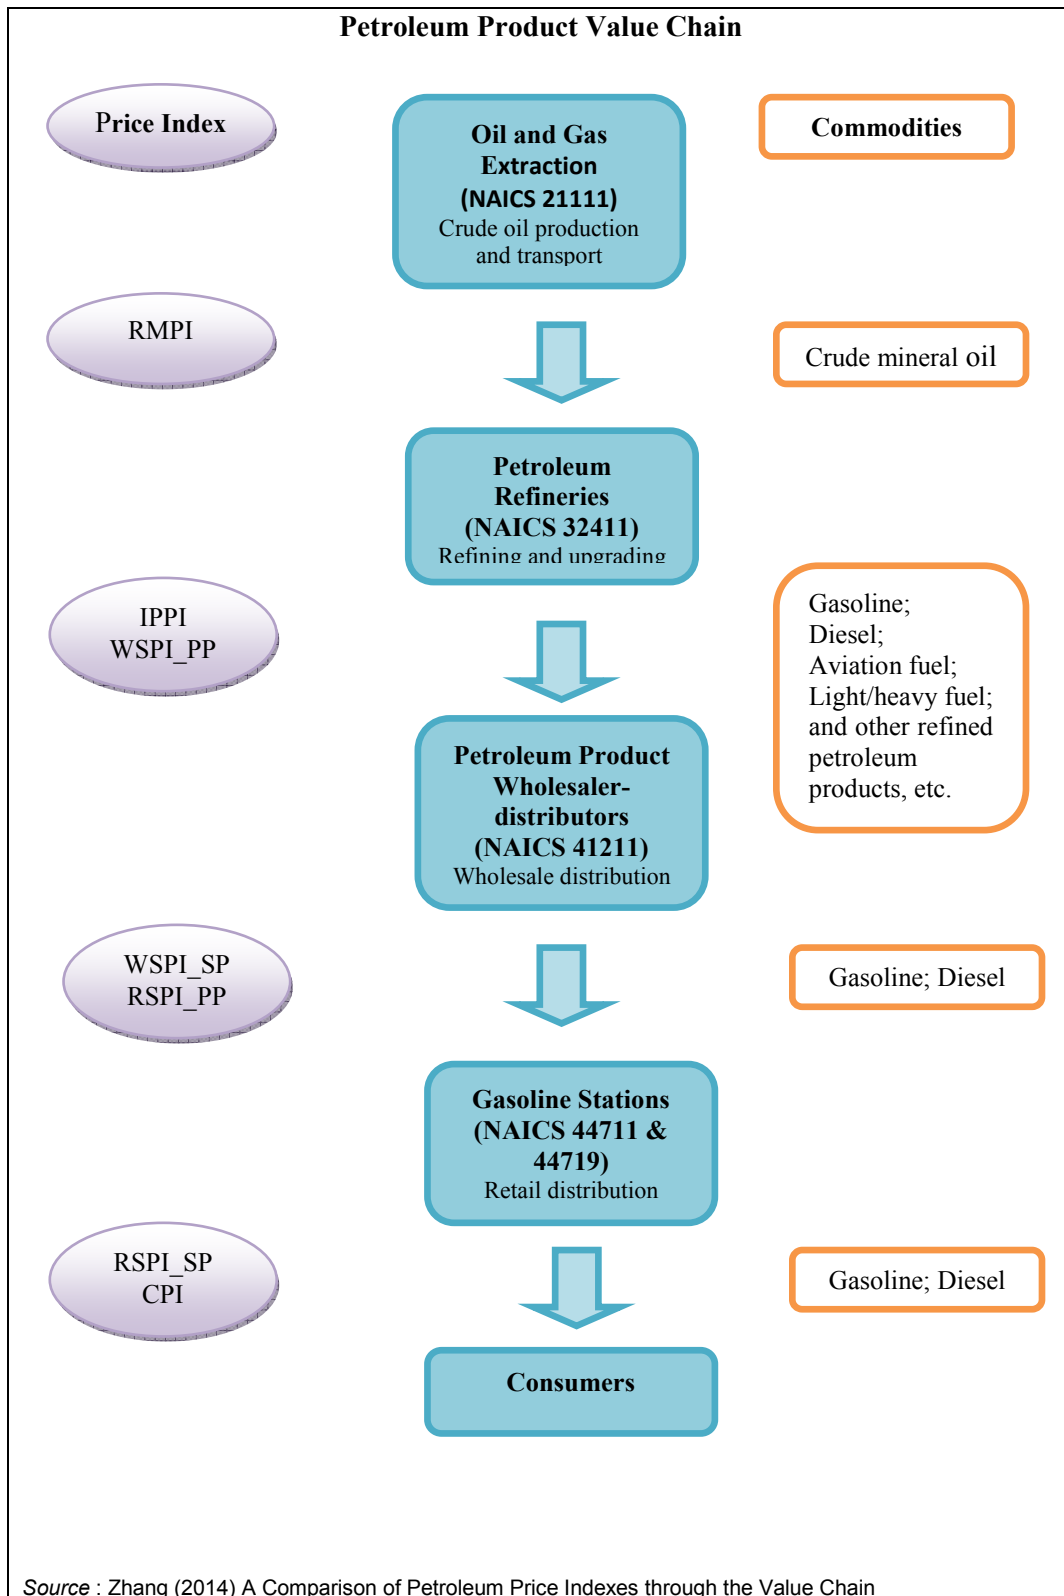 Petroleum Product Value Chain
Price Index
Oil and Gas
Extraction
(NAICS 21111)
Crude oil production
and transport
Commodities
RMPI
Crude mineral oil
Petroleum
Refineries
(NAICS 32411)
Refining and upgrading
IPPI
WSPI_PP
Gasoline;
Diesel;
Aviation fuel;
Light/heavy fuel;
and other refined
petroleum
products, etc.
Petroleum Product
Wholesaler-
distributors
(NAICS 41211)
Wholesale distribution
WSPI_SP
RSPI_PP
Gasoline; Diesel
Gasoline Stations
(NAICS 44711 &
44719)
Retail distribution
RSPI_SP
CPI
Gasoline; Diesel
Consumers
Source : Zhang (2014) A Comparison of Petroleum Price Indexes through the Value Chain